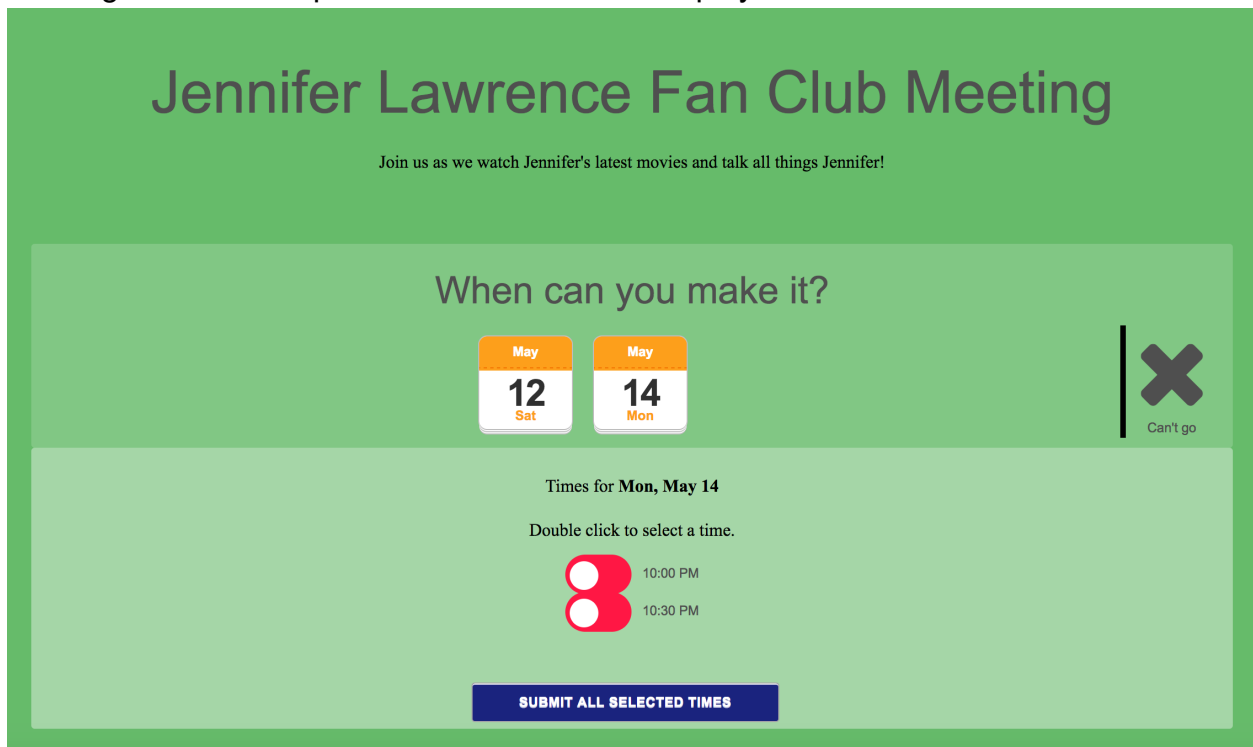 Jennifer Lawrence Fan Club Meeting
Join us as we watch Jennifer's latest movies and talk all things Jennifer!
When can you make it?
May May
12 14
Sat Mon
Can't go
Times for Mon, May 14
Double click to select a time.
10:00 PM
10:30 PM
SUBMIT ALL SELECTED TIMES